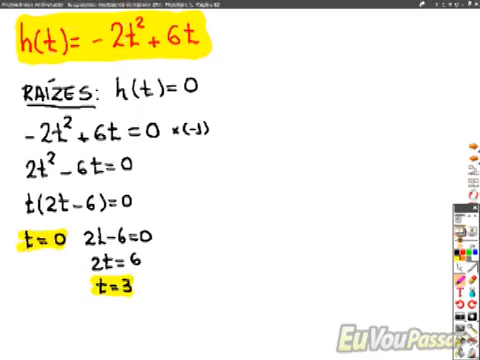 h(t) = - 2t² + 6t
RAÍZES: h(t) = 0
- 2t² + 6t = 0 ×(-1)
2t² - 6t = 0
t(2t - 6) = 0
t = 0 2t - 6 = 0
2t = 6
t = 3
EuVouPassar